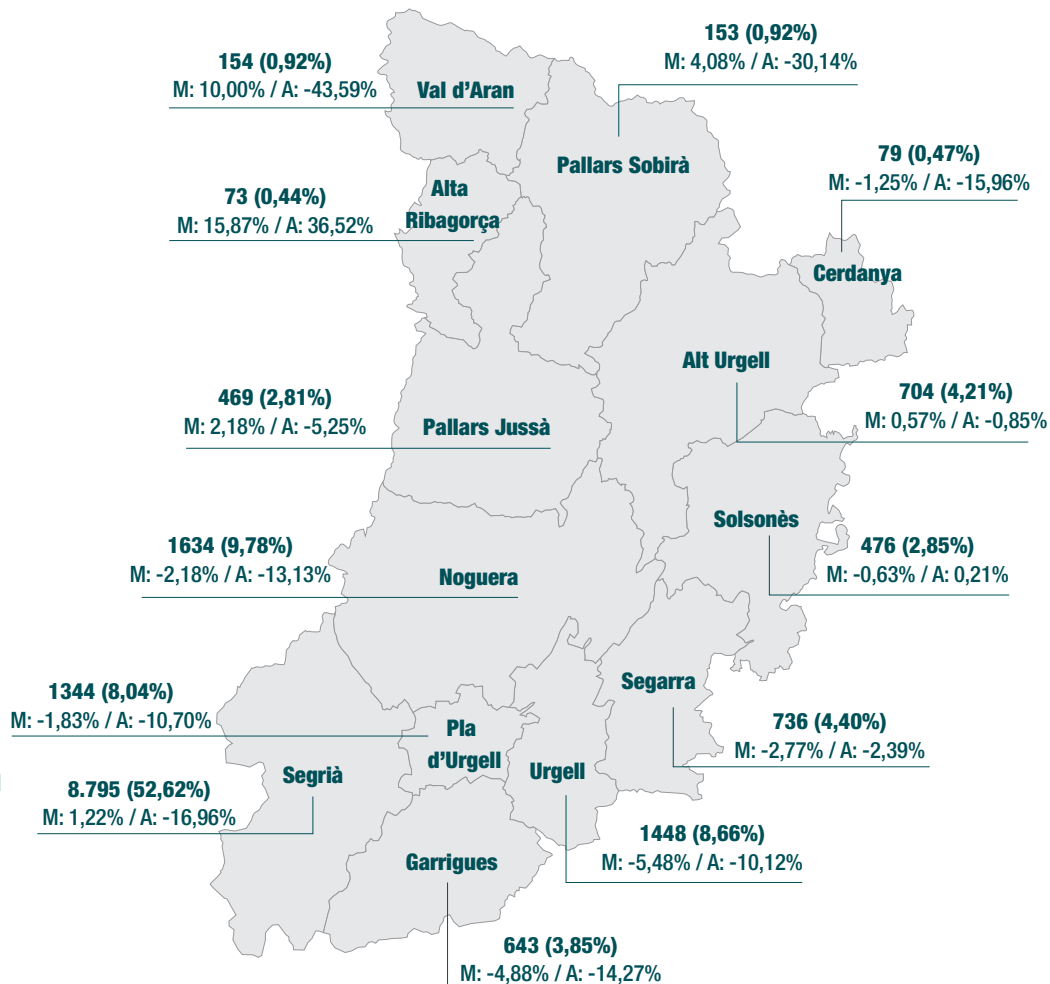 153 (0,92%)
M: 4,08% / A: -30,14%
154 (0,92%)
M: 10,00% / A: -43,59%
Val d'Aran
Pallars Sobirà
79 (0,47%)
M: -1,25% / A: -15,96%
Alta
Ribagorça
73 (0,44%)
M: 15,87% / A: 36,52%
Cerdanya
Alt Urgell
704 (4,21%)
M: 0,57% / A: -0,85%
469 (2,81%)
M: 2,18% / A: -5,25%
Pallars Jussà
Solsonès
476 (2,85%)
M: -0,63% / A: 0,21%
1634 (9,78%)
M: -2,18% / A: -13,13%
Noguera
Segarra
736 (4,40%)
M: -2,77% / A: -2,39%
1344 (8,04%)
M: -1,83% / A: -10,70%
Pla
d'Urgell
Urgell
Segrià
8.795 (52,62%)
M: 1,22% / A: -16,96%
1448 (8,66%)
M: -5,48% / A: -10,12%
Garrigues
643 (3,85%)
M: -4,88% / A: -14,27%